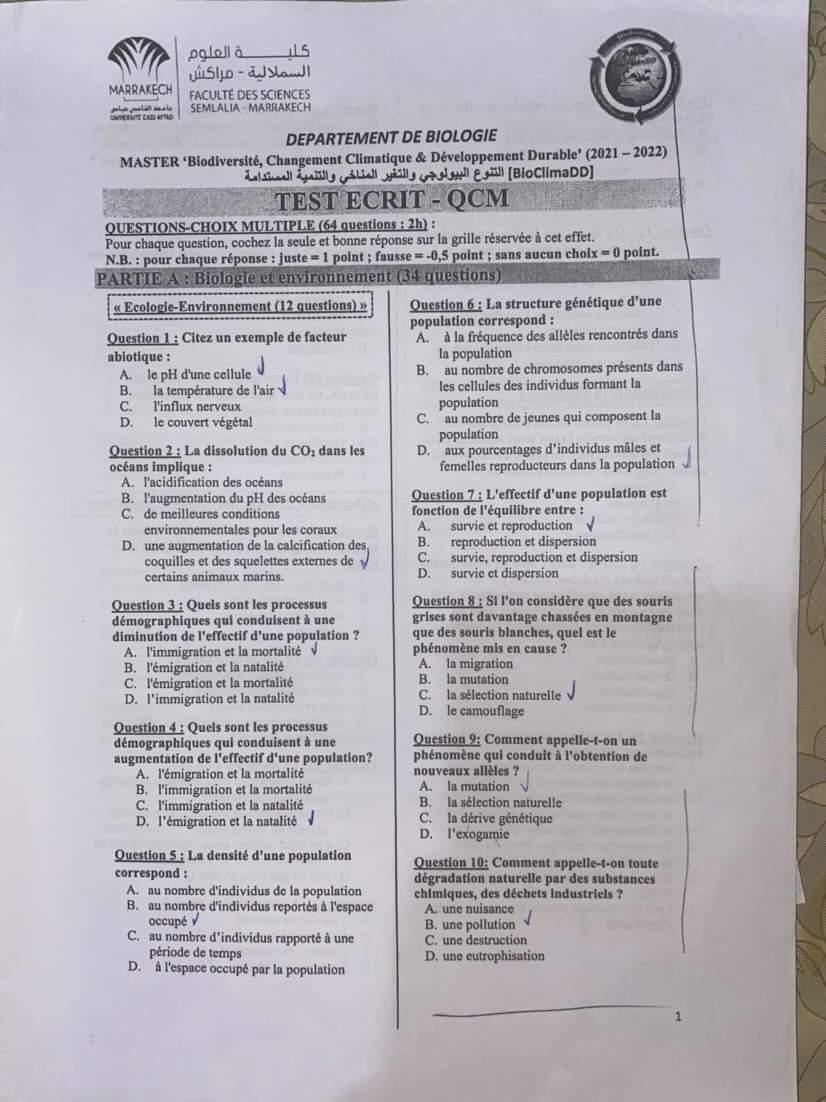 MARRAKECH
جامعة القاضي عياض
UNIVERSITÉ CADI AYYAD
كليـــة العلوم
السملالية - مراكش
FACULTÉ DES SCIENCES
SEMLALIA - MARRAKECH
DEPARTEMENT DE BIOLOGIE
MASTER ‘Biodiversité, Changement Climatique & Développement Durable’ (2021 – 2022)
[BioClimaDD] التنوع البيولوجي والتغير المناخي والتنمية المستدامة
TEST ECRIT - QCM
QUESTIONS-CHOIX MULTIPLE (64 questions : 2h) :
Pour chaque question, cochez la seule et bonne réponse sur la grille réservée à cet effet.
N.B. : pour chaque réponse : juste = 1 point ; fausse = -0,5 point ; sans aucun choix = 0 point.
PARTIE A : Biologie et environnement (34 questions)
« Ecologie-Environnement (12 questions) »
Question 1 : Citez un exemple de facteur
abiotique :
A. le pH d'une cellule
B. la température de l'air
C. l'influx nerveux
D. le couvert végétal
Question 2 : La dissolution du CO₂ dans les
océans implique :
A. l'acidification des océans
B. l'augmentation du pH des océans
C. de meilleures conditions
environnementales pour les coraux
D. une augmentation de la calcification des
coquilles et des squelettes externes de
certains animaux marins.
Question 3 : Quels sont les processus
démographiques qui conduisent à une
diminution de l'effectif d'une population ?
A. l'immigration et la mortalité
B. l'émigration et la natalité
C. l'émigration et la mortalité
D. l’immigration et la natalité
Question 4 : Quels sont les processus
démographiques qui conduisent à une
augmentation de l'effectif d'une population?
A. l'émigration et la mortalité
B. l'immigration et la mortalité
C. l'immigration et la natalité
D. l’émigration et la natalité
Question 5 : La densité d'une population
correspond :
A. au nombre d'individus de la population
B. au nombre d'individus reportés à l'espace
occupé
C. au nombre d’individus rapporté à une
période de temps
D. à l'espace occupé par la population
Question 6 : La structure génétique d'une
population correspond :
A. à la fréquence des allèles rencontrés dans
la population
B. au nombre de chromosomes présents dans
les cellules des individus formant la
population
C. au nombre de jeunes qui composent la
population
D. aux pourcentages d’individus mâles et
femelles reproducteurs dans la population
Question 7 : L'effectif d'une population est
fonction de l'équilibre entre :
A. survie et reproduction
B. reproduction et dispersion
C. survie, reproduction et dispersion
D. survie et dispersion
Question 8 : Si l'on considère que des souris
grises sont davantage chassées en montagne
que des souris blanches, quel est le
phénomène mis en cause ?
A. la migration
B. la mutation
C. la sélection naturelle
D. le camouflage
Question 9: Comment appelle-t-on un
phénomène qui conduit à l'obtention de
nouveaux allèles ?
A. la mutation
B. la sélection naturelle
C. la dérive génétique
D. l’exogamie
Question 10: Comment appelle-t-on toute
dégradation naturelle par des substances
chimiques, des déchets industriels ?
A. une nuisance
B. une pollution
C. une destruction
D. une eutrophisation
1